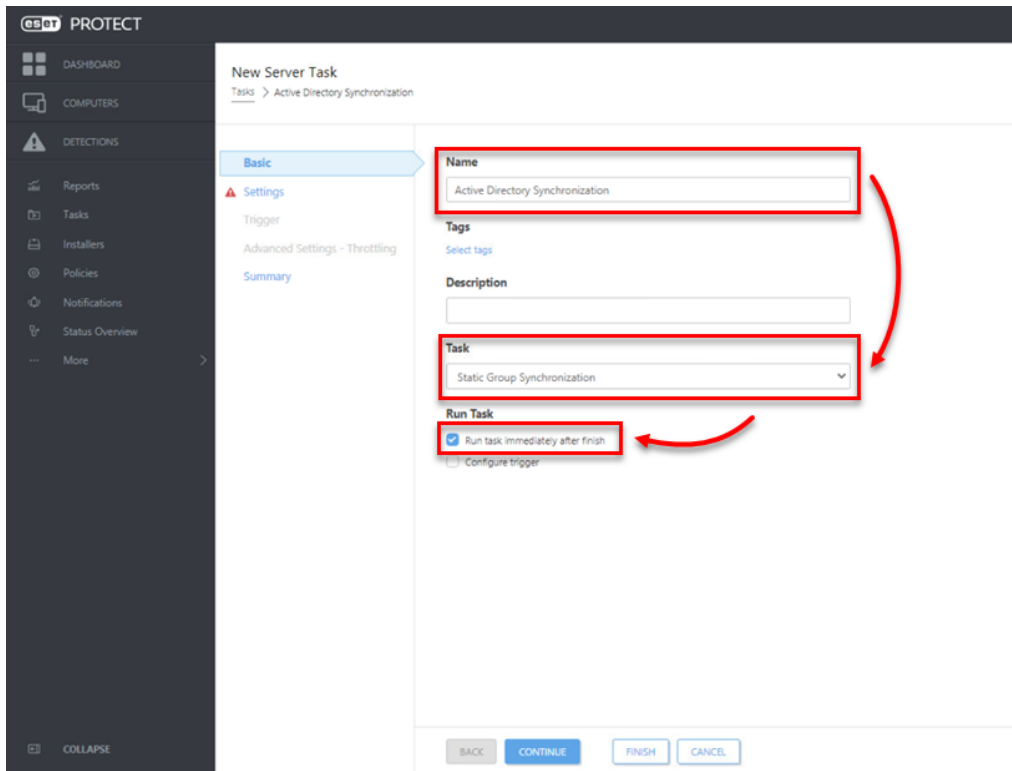 eset PROTECT
DASHBOARD
COMPUTERS
DETECTIONS
Reports
Tasks
Installers
Policies
Notifications
Status Overview
More
COLLAPSE
New Server Task
Tasks > Active Directory Synchronization
Basic
Settings
Trigger
Advanced Settings - Throttling
Summary
Name
Active Directory Synchronization
Tags
Select tags
Description
Task
Static Group Synchronization
Run Task
Run task immediately after finish
Configure trigger
BACK CONTINUE FINISH CANCEL